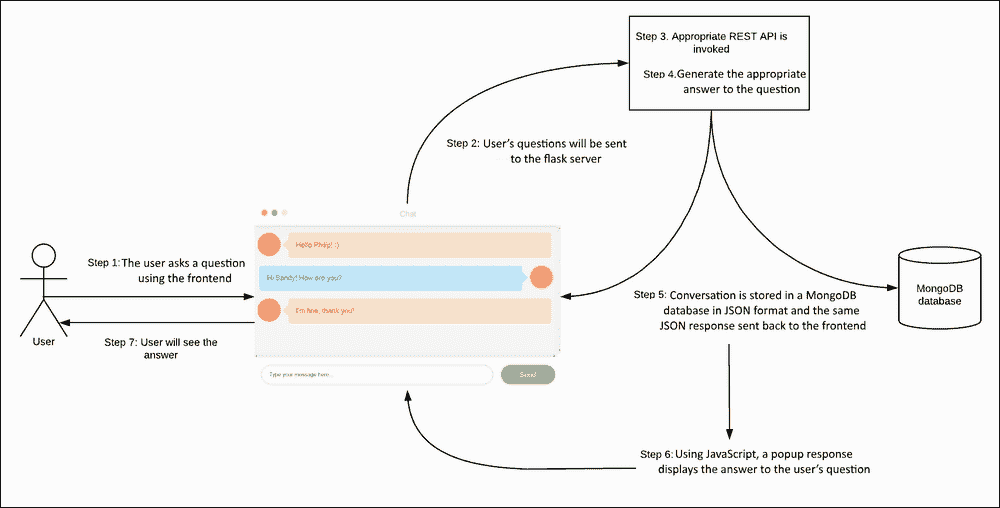 Step 3. Appropriate REST API is
invoked
Step 4.Generate the appropriate
answer to the question
Step 2: User's questions will be sent
to the flask server
Chat
Hello Philip! :)
Hi Sandy! How are you?
I'm fine, thank you!
Type your message here...
Send
Step 1: The user asks a question
using the frontend
User
Step 7: User will see the
answer
MongoDB
database
Step 5: Conversation is stored in a MongoDB
database in JSON format and the same
JSON response sent back to the frontend
Step 6: Using JavaScript, a popup response
displays the answer to the user's question